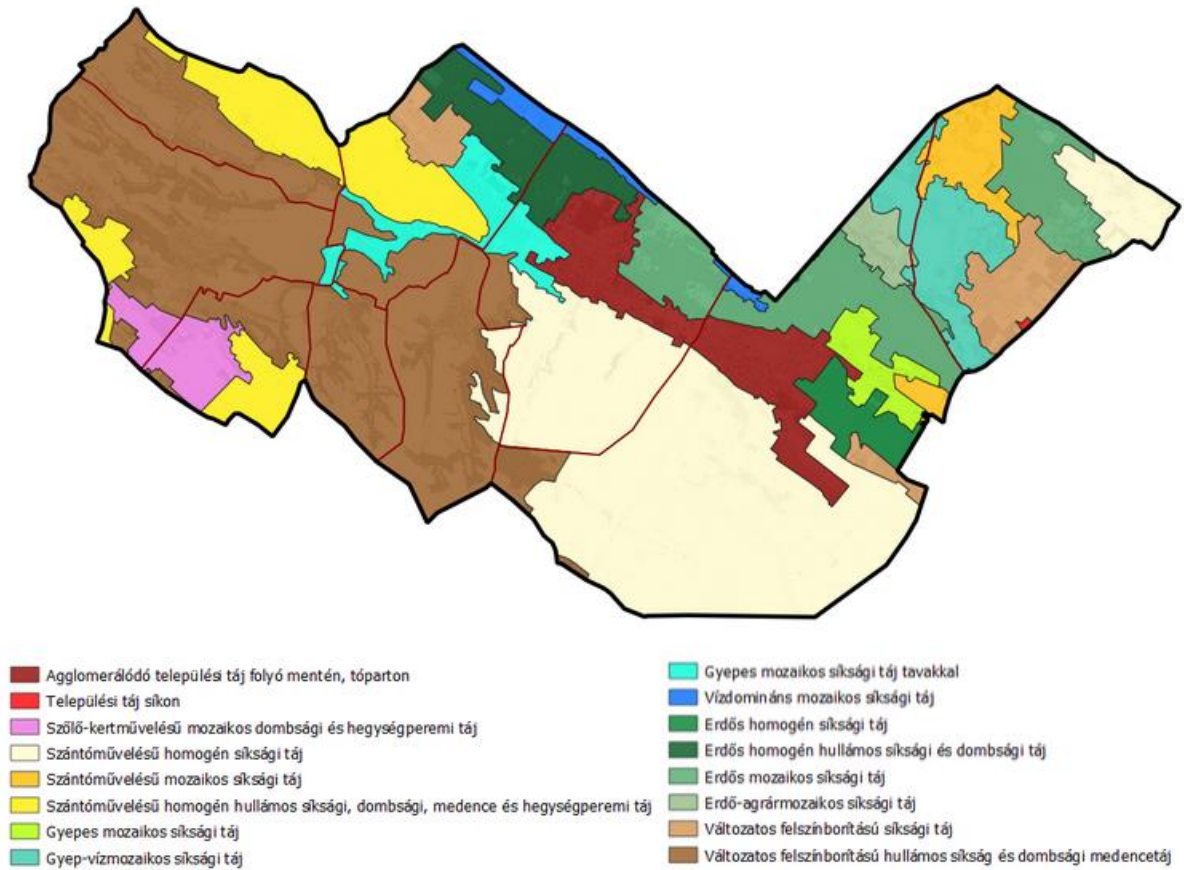 Agglomerálódó települési táj folyó mentén, tóparton
Települési táj síkon
Szőlő-kertművelésű mozaikos dombsági és hegységperemi táj
Szántóművelésű homogén síksági táj
Szántóművelésű mozaikos síksági táj
Szántóművelésű homogén hullámos síksági, dombsági, medence és hegységperemi táj
Gyepes mozaikos síksági táj
Gyep-vízmozaikos síksági táj
Gyepes mozaikos síksági táj tavakkal
Vízdomináns mozaikos síksági táj
Erdős homogén síksági táj
Erdős homogén hullámos síksági és dombsági táj
Erdős mozaikos síksági táj
Erdő-agrármozaikos síksági táj
Változatos felszínborítású síksági táj
Változatos felszínborítású hullámos síkság és dombsági medencetáj